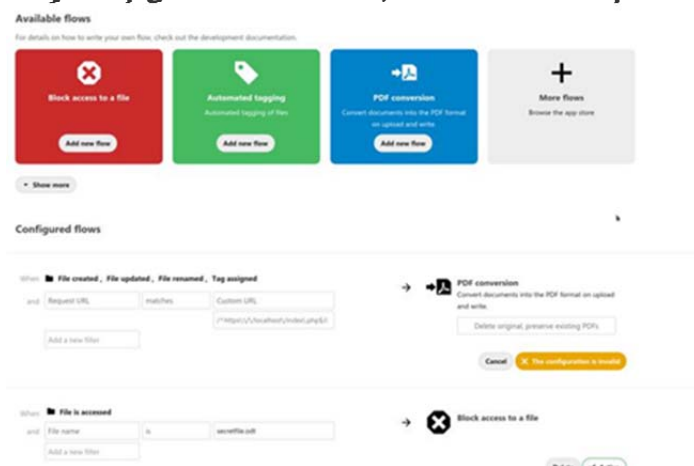 Available flows
For details on how to write your own flow, check out the development documentation.
Block access to a file
Add new flow
Automated tagging
Automated tagging of files
Add new flow
PDF conversion
Convert documents into the PDF format
on upload and write
Add new flow
More flows
Browse the app store
Show more
Configured flows
When File created, File updated, File renamed, Tag assigned
and Request URL matches Custom URL
Add a new filter
PDF conversion
Convert documents into the PDF format on upload
and write
Delete original, preserve existing PDFs
Cancel The configuration is invalid
When File is accessed
and File name is secretfile.odt
Add a new filter
Block access to a file